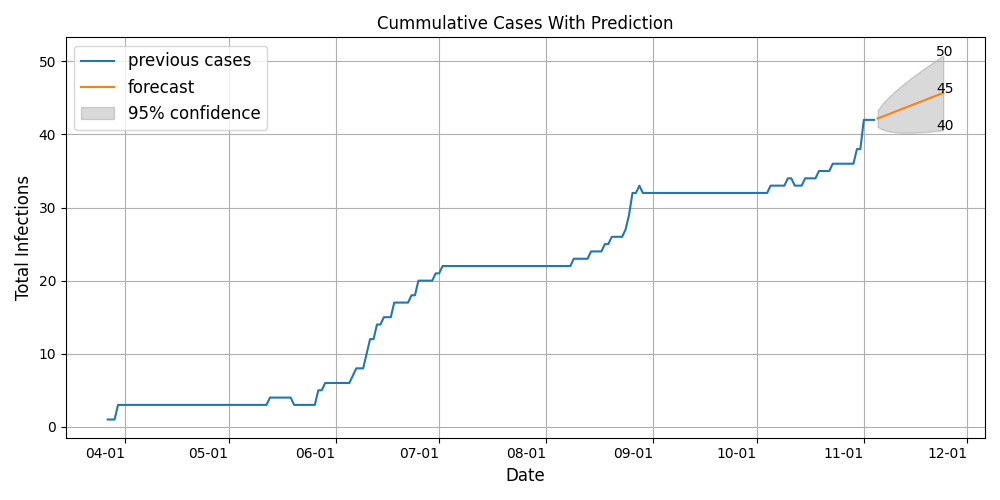 Cummulative Cases With Prediction
previous cases
forecast
95% confidence
50
45
40
50
40
30
20
10
0
Total Infections
04-01 05-01 06-01 07-01 08-01 09-01 10-01 11-01 12-01
Date